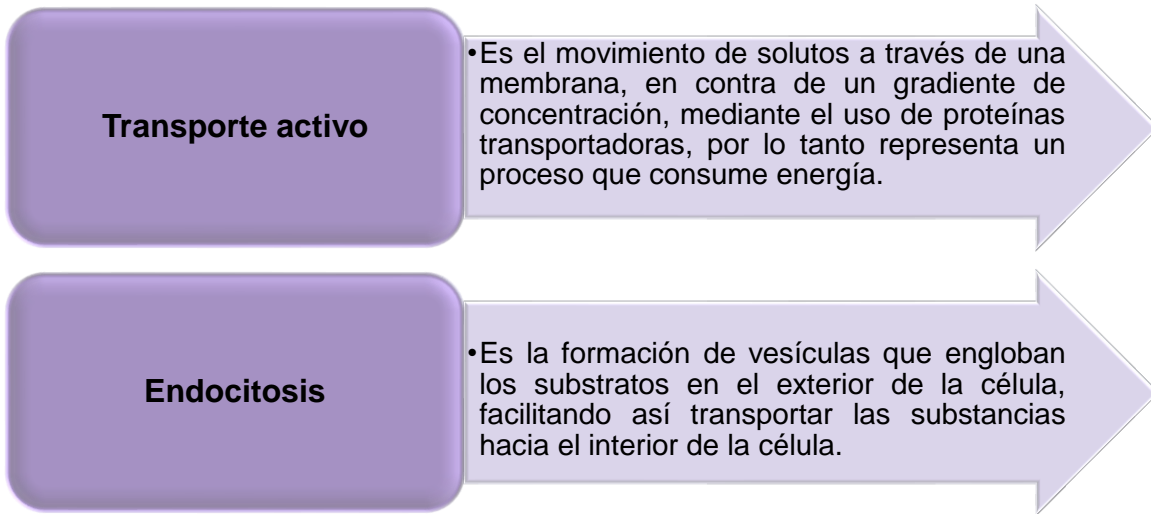 Transporte activo
•Es el movimiento de solutos a través de una
membrana, en contra de un gradiente de
concentración, mediante el uso de proteínas
transportadoras, por lo tanto representa un
proceso que consume energía.
Endocitosis
•Es la formación de vesículas que engloban
los substratos en el exterior de la célula,
facilitando así transportar las substancias
hacia el interior de la célula.